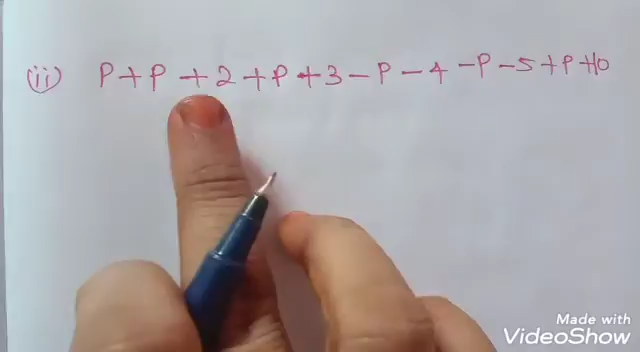 (ii) P + P + 2 + P + 3 - P - 4 - P - 5 + P + 10
Made with
VideoShow